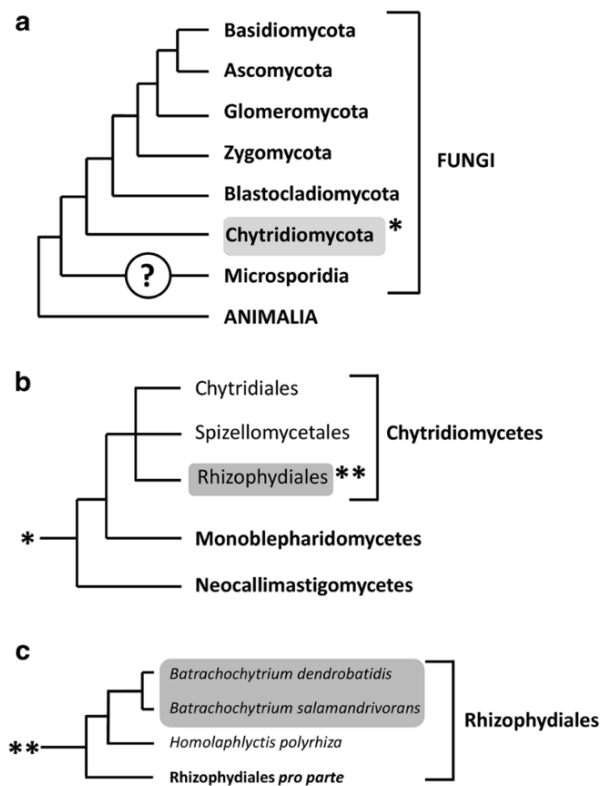 a
Basidiomycota
Ascomycota
Glomeromycota
Zygomycota
Blastocladiomycota
Chytridiomycota *
? Microsporidia
ANIMALIA
FUNGI
b
Chytridiales
Spizellomycetales
Rhizophydiales **
Chytridiomycetes
* Monoblepharidomycetes
Neocallimastigomycetes
c
Batrachochytrium dendrobatidis
Batrachochytrium salamandrivorans
** Homolaphlyctis polyrhiza
Rhizophydiales pro parte
Rhizophydiales